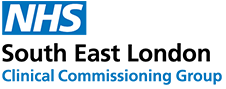 NHS
South East London
Clinical Commissioning Group